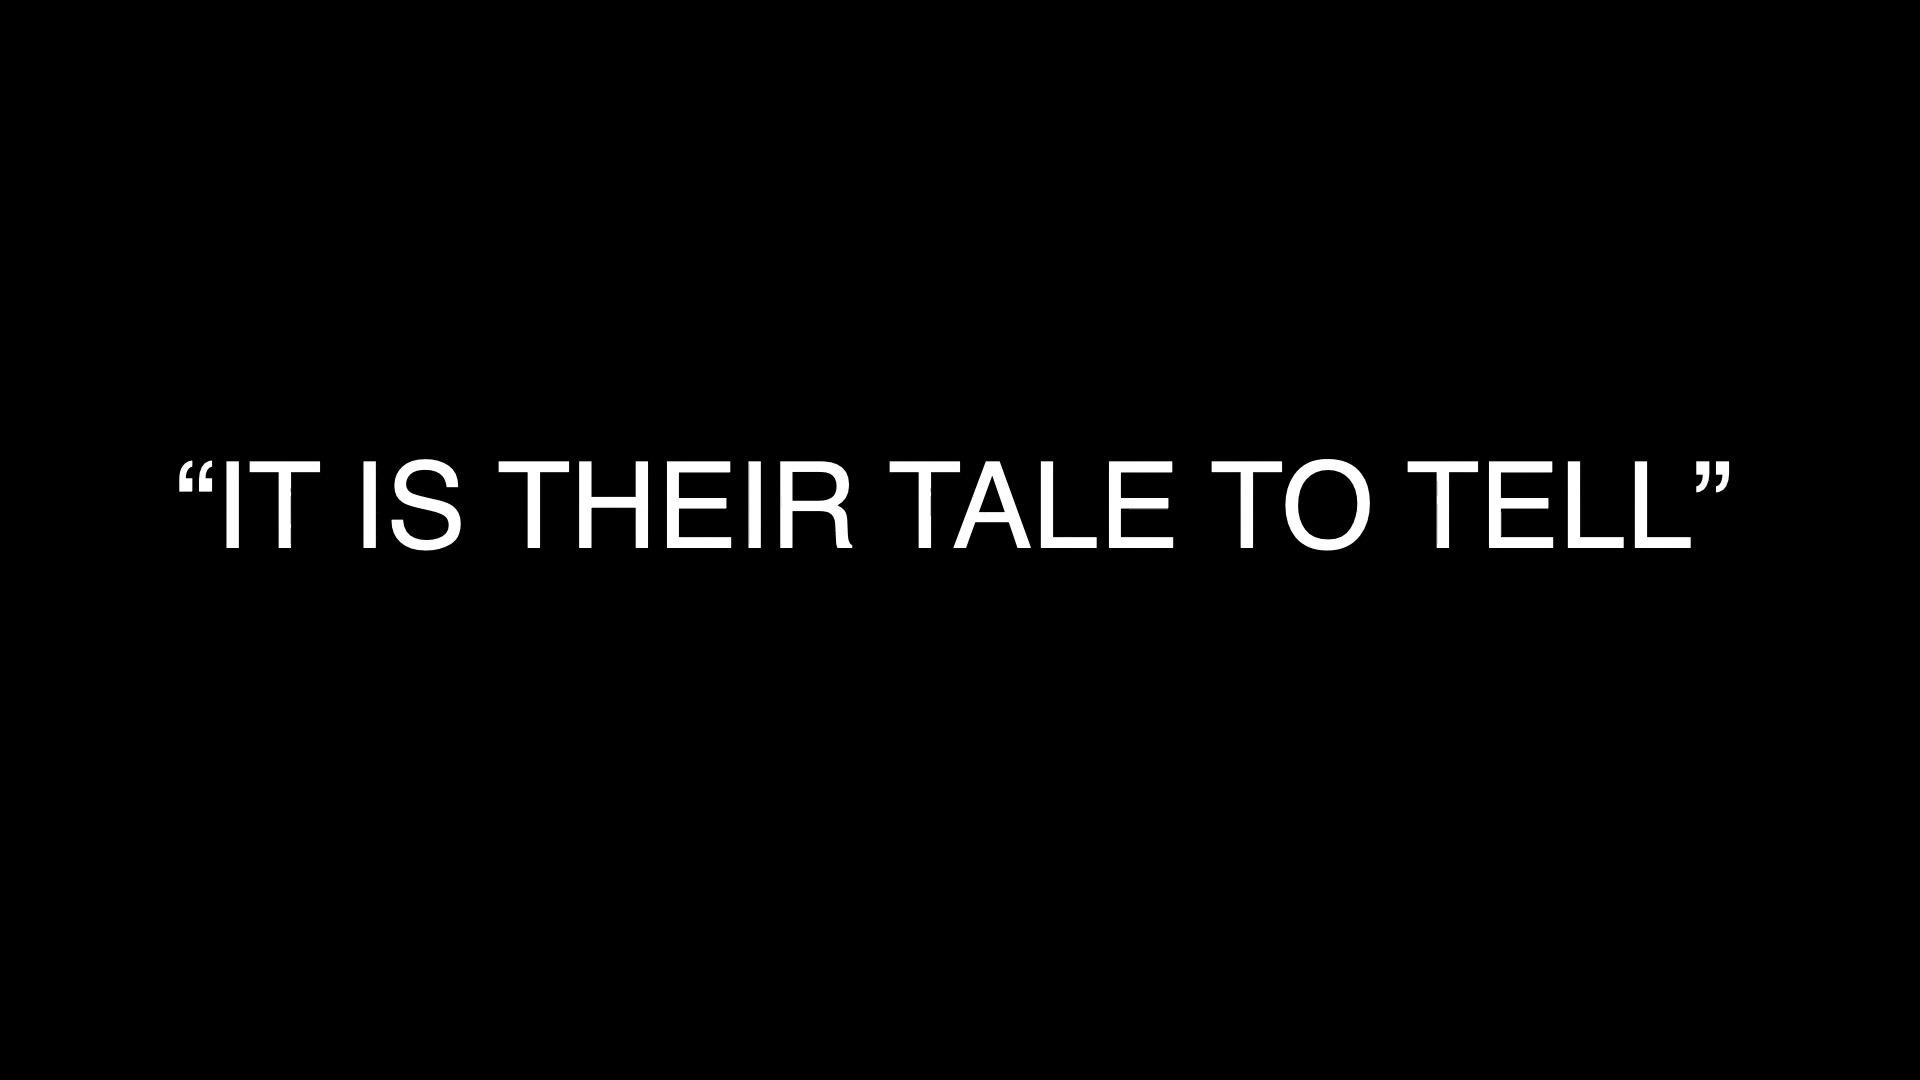 “IT IS THEIR TALE TO TELL”